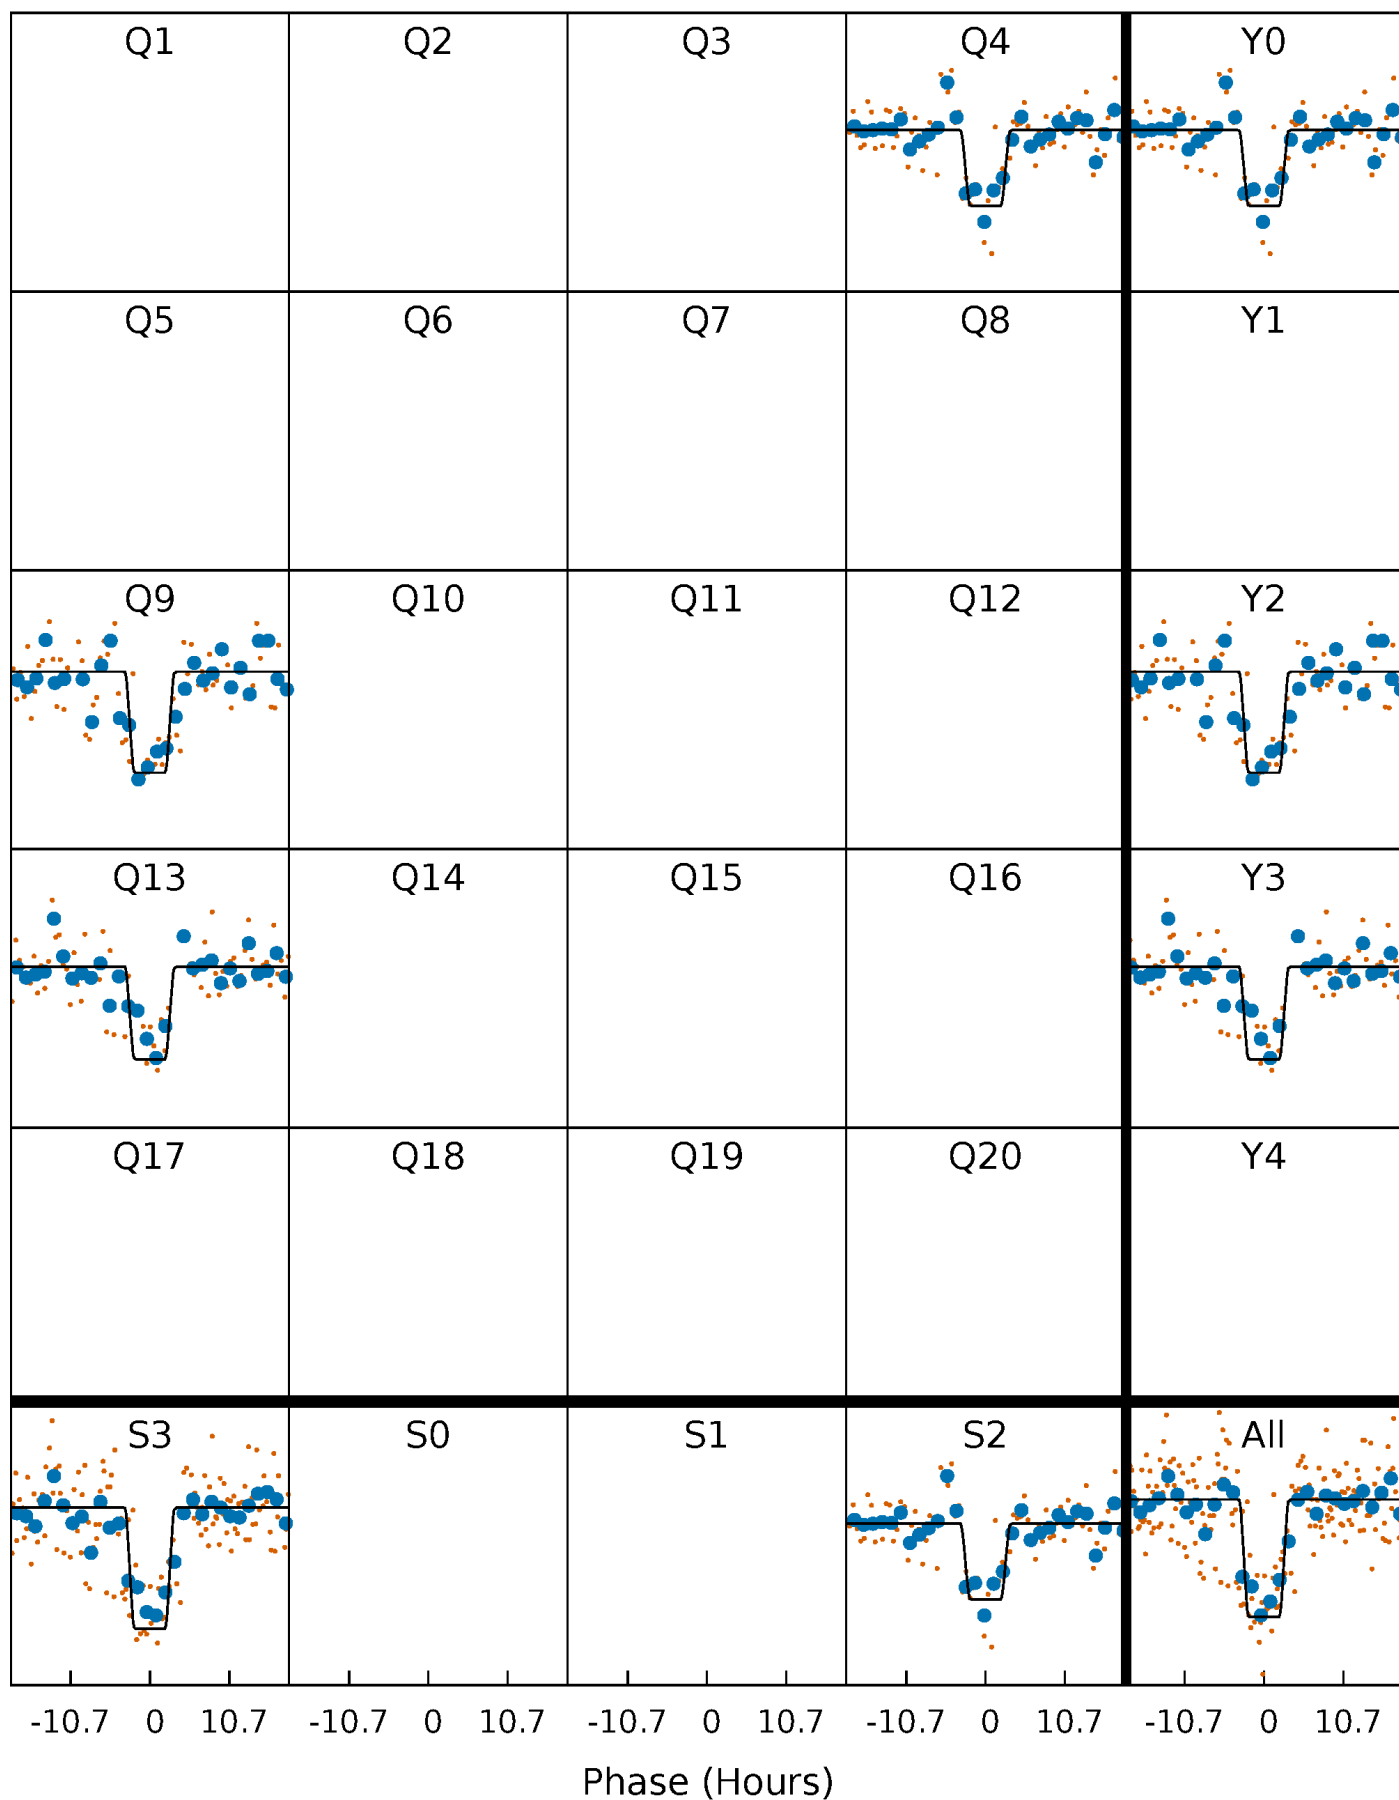 Q1 Q2 Q3 Q4 Y0
Q5 Q6 Q7 Q8 Y1
Q9 Q10 Q11 Q12 Y2
Q13 Q14 Q15 Q16 Y3
Q17 Q18 Q19 Q20 Y4
S3 S0 S1 S2 All
-10.7 0 10.7 -10.7 0 10.7 -10.7 0 10.7 -10.7 0 10.7 -10.7 0 10.7
Phase (Hours)